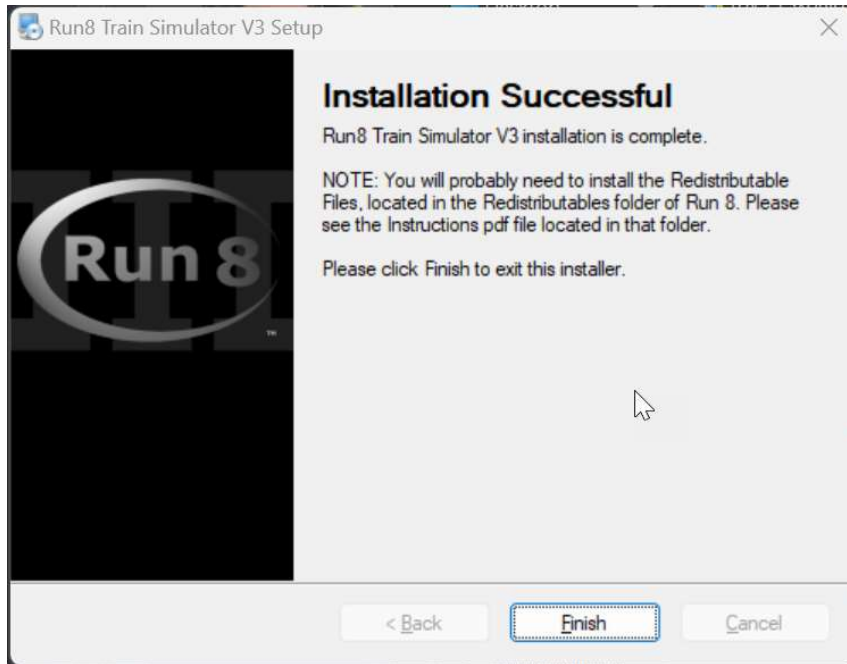 Run8 Train Simulator V3 Setup
Installation Successful
Run8 Train Simulator V3 installation is complete.
NOTE: You will probably need to install the Redistributable
Files, located in the Redistributables folder of Run 8. Please
see the Instructions pdf file located in that folder.
Please click Finish to exit this installer.
Run 8
TM
< Back
Finish
Cancel